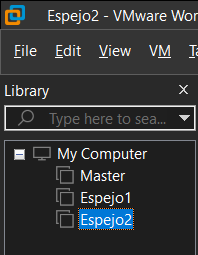 Espejo2 - VMware Wor
File Edit View VM T
Library X
Type here to sea...
My Computer
Master
Espejo1
Espejo2